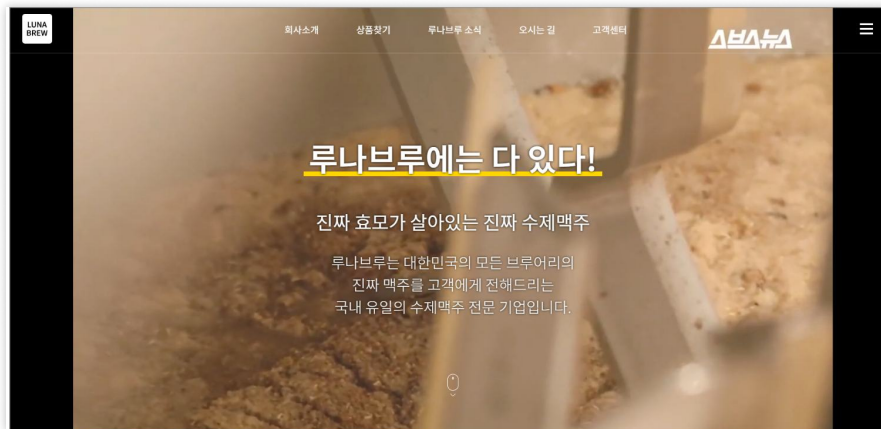 LUNA
BREW
회사소개 상품찾기 루나브루 소식 오시는 길 고객센터
스브스뉴스
루나브루에는 다 있다!
진짜 효모가 살아있는 진짜 수제맥주
루나브루는 대한민국의 모든 브루어리의
진짜 맥주를 고객에게 전해드리는
국내 유일의 수제맥주 전문 기업입니다.